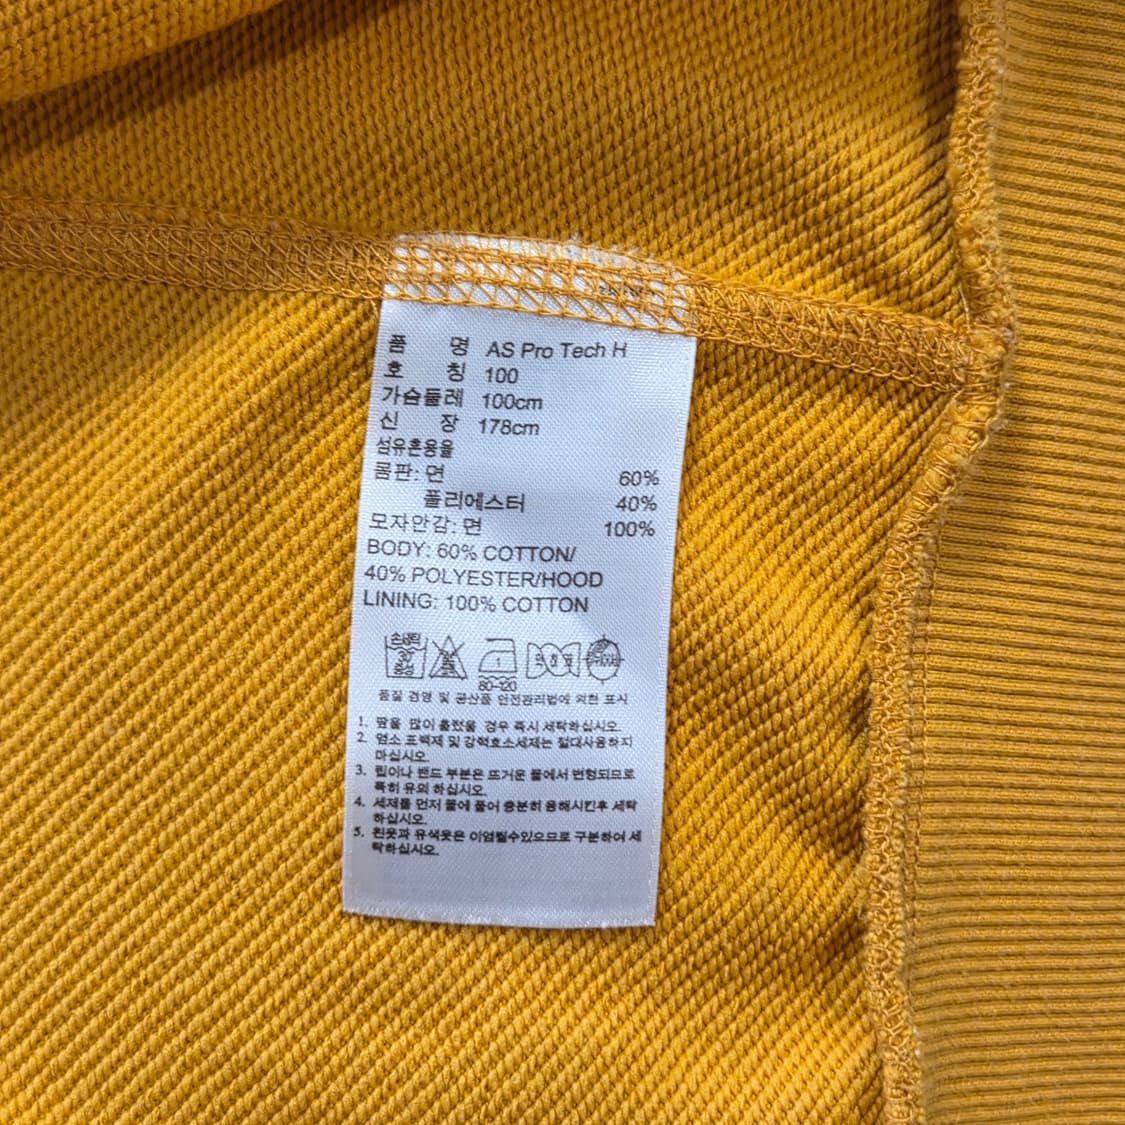 품 명 AS Pro Tech H
호 칭 100
가슴둘레 100cm
신 장 178cm
섬유혼용율
몸판: 면 60%
폴리에스터 40%
모자안감: 면 100%
BODY: 60% COTTON/
40% POLYESTER/HOOD
LINING: 100% COTTON
손세탁
30
중성
80-120
품질 경영 및 공산품 안전관리법에 의한 표시
1. 땀을 많이 흘렸을 경우 즉시 세탁하십시오.
2. 염소 표백제 및 강력효소세제는 절대사용하지
마십시오.
3. 립이나 밴드 부분은 뜨거운 물에서 변형되므로
특히 유의 하십시오.
4. 세제를 먼저 물에 풀어 충분히 용해시킨후 세탁
하십시오.
5. 흰옷과 유색옷은 이염될수있으므로 구분하여 세
탁하십시오.